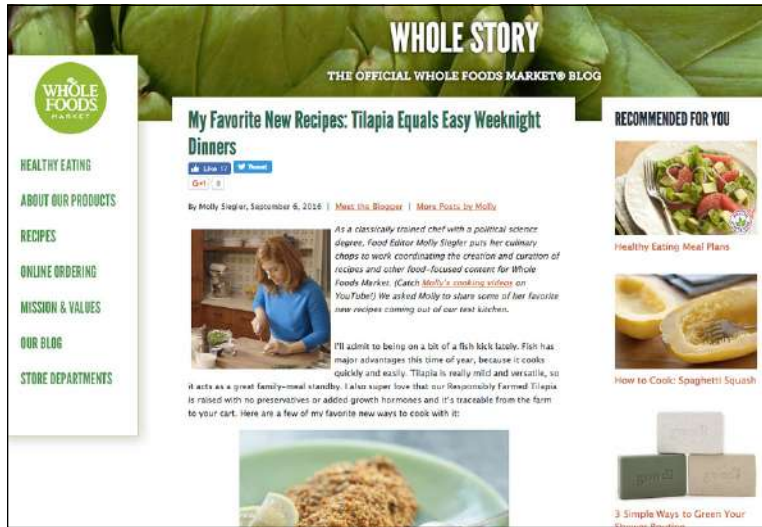 WHOLE STORY
THE OFFICIAL WHOLE FOODS MARKET® BLOG
WHOLE
FOODS
MARKET
HEALTHY EATING
ABOUT OUR PRODUCTS
RECIPES
ONLINE ORDERING
MISSION & VALUES
OUR BLOG
STORE DEPARTMENTS
My Favorite New Recipes: Tilapia Equals Easy Weeknight
Dinners
Like 17 Tweet
G+1 0
By Molly Siegler, September 6, 2016 | Meet the Blogger | More Posts by Molly
As a classically trained chef with a political science
degree, Food Editor Molly Siegler puts her culinary
chops to work coordinating the creation and curation of
recipes and other food-focused content for Whole
Foods Market. (Catch Molly's cooking videos on
YouTube!) We asked Molly to share some of her favorite
new recipes coming out of our test kitchen.
I'll admit to being on a bit of a fish kick lately. Fish has
major advantages this time of year, because it cooks
quickly and easily. Tilapia is really mild and versatile, so
it acts as a great family-meal standby. I also super love that our Responsibly Farmed Tilapia
is raised with no preservatives or added growth hormones and it's traceable from the farm
to your cart. Here are a few of my favorite new ways to cook with it:
RECOMMENDED FOR YOU
Healthy Eating Meal Plans
How to Cook: Spaghetti Squash
3 Simple Ways to Green Your